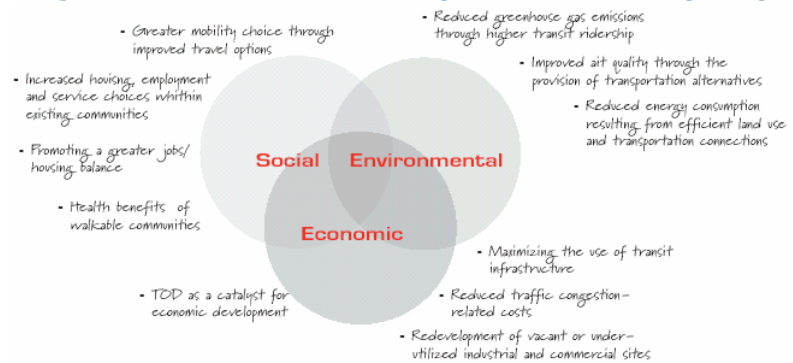 - Greater mobility choice through
improved travel options
- Increased houisng, employment
and service choices whithin
existing communities
- Promoting a greater jobs/
housing balance
- Health benefits of
walkable communities
- Reduced greenhouse gas emissions
through higher transit ridership
- Improved ait quality through the
provision of transportation alternatives
- Reduced energy consumption
resulting from efficient land use
and transportation connections
Social
Environmental
Economic
- TOD as a catalyst for
economic development
- Maximizing the use of transit
infrastructure
- Reduced traffic congestion-
related costs
- Redevelopment of vacant or under-
utilized industrial and commercial sites